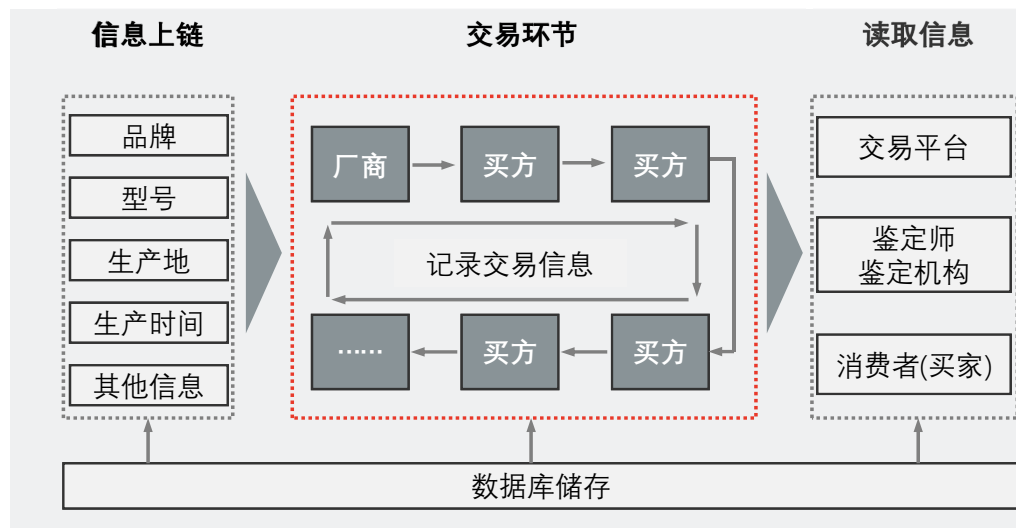 信息上链
交易环节
读取信息
品牌
型号
生产地
生产时间
其他信息
厂商
买方
买方
记录交易信息
……
买方
买方
交易平台
鉴定师
鉴定机构
消费者(买家)
数据库储存